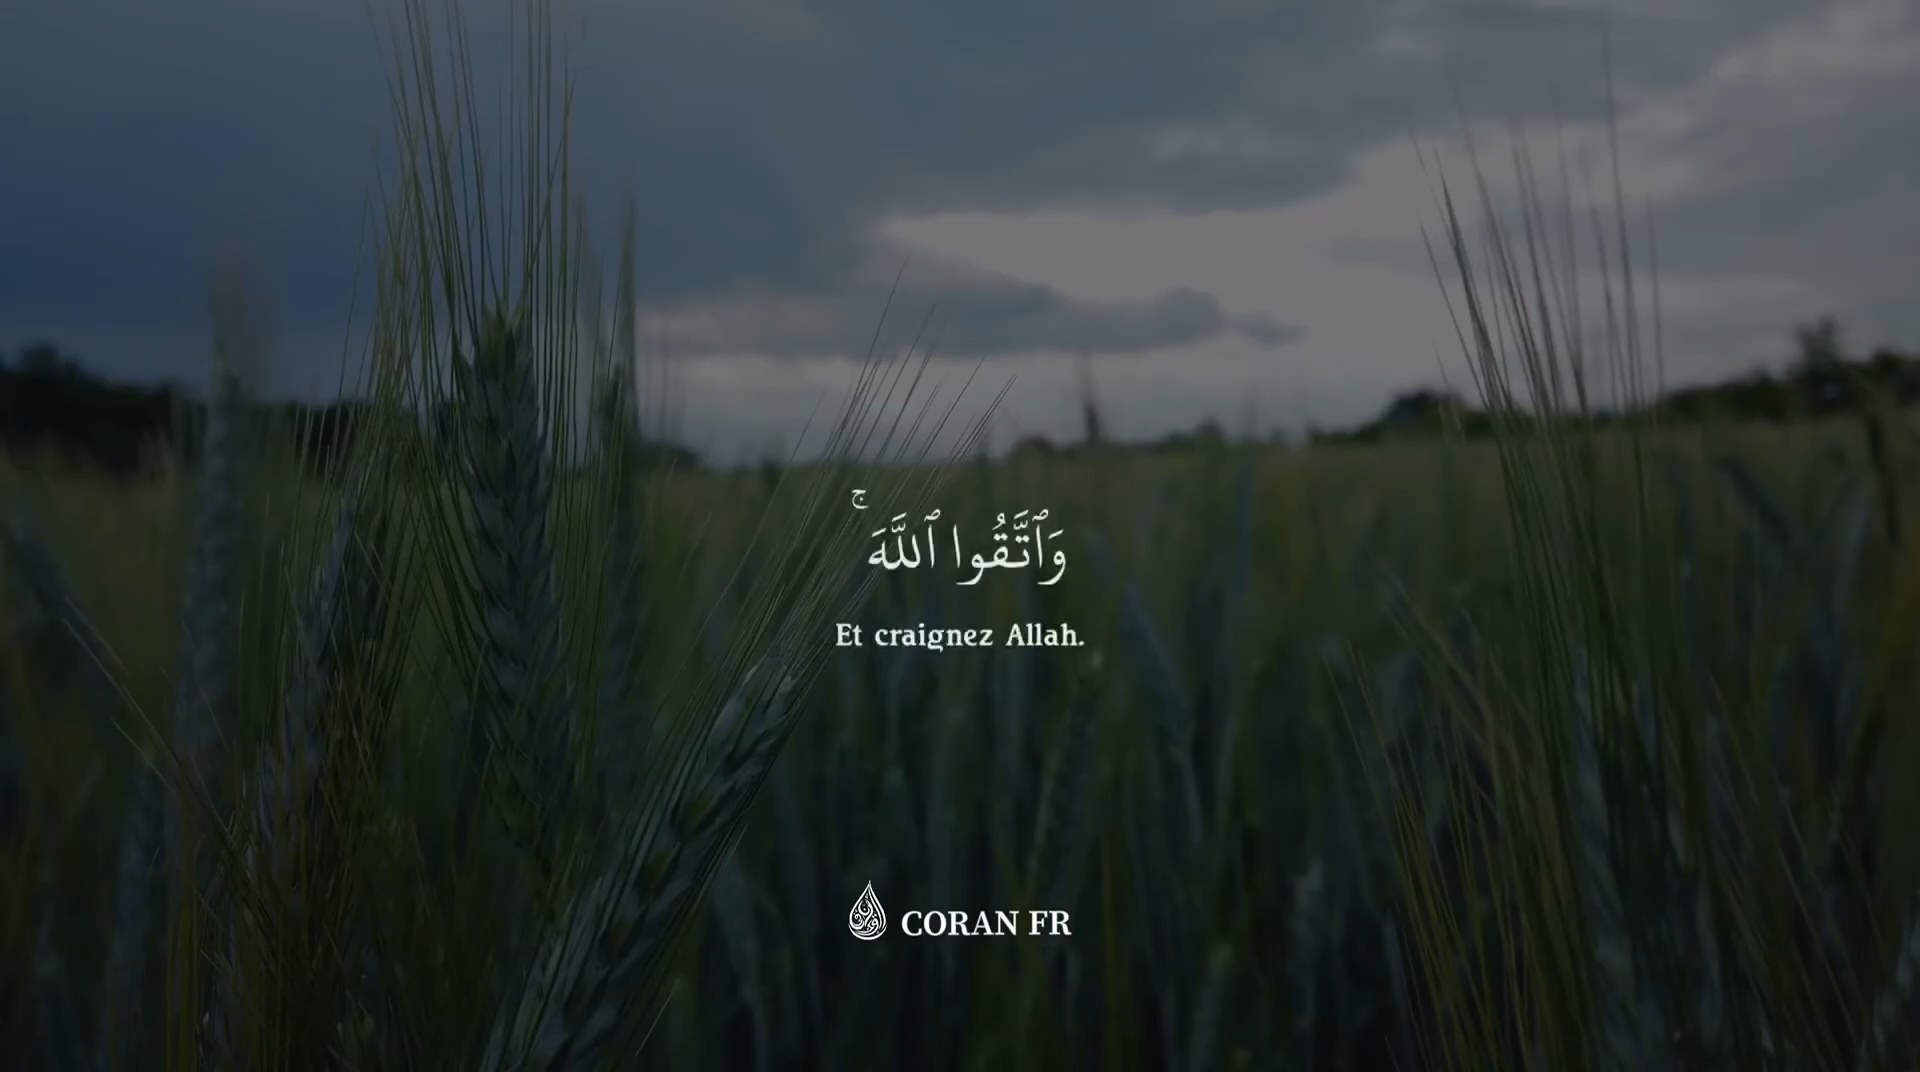 وَٱتَّقُوا ٱللَّهَ ۚ
Et craignez Allah.
CORAN FR